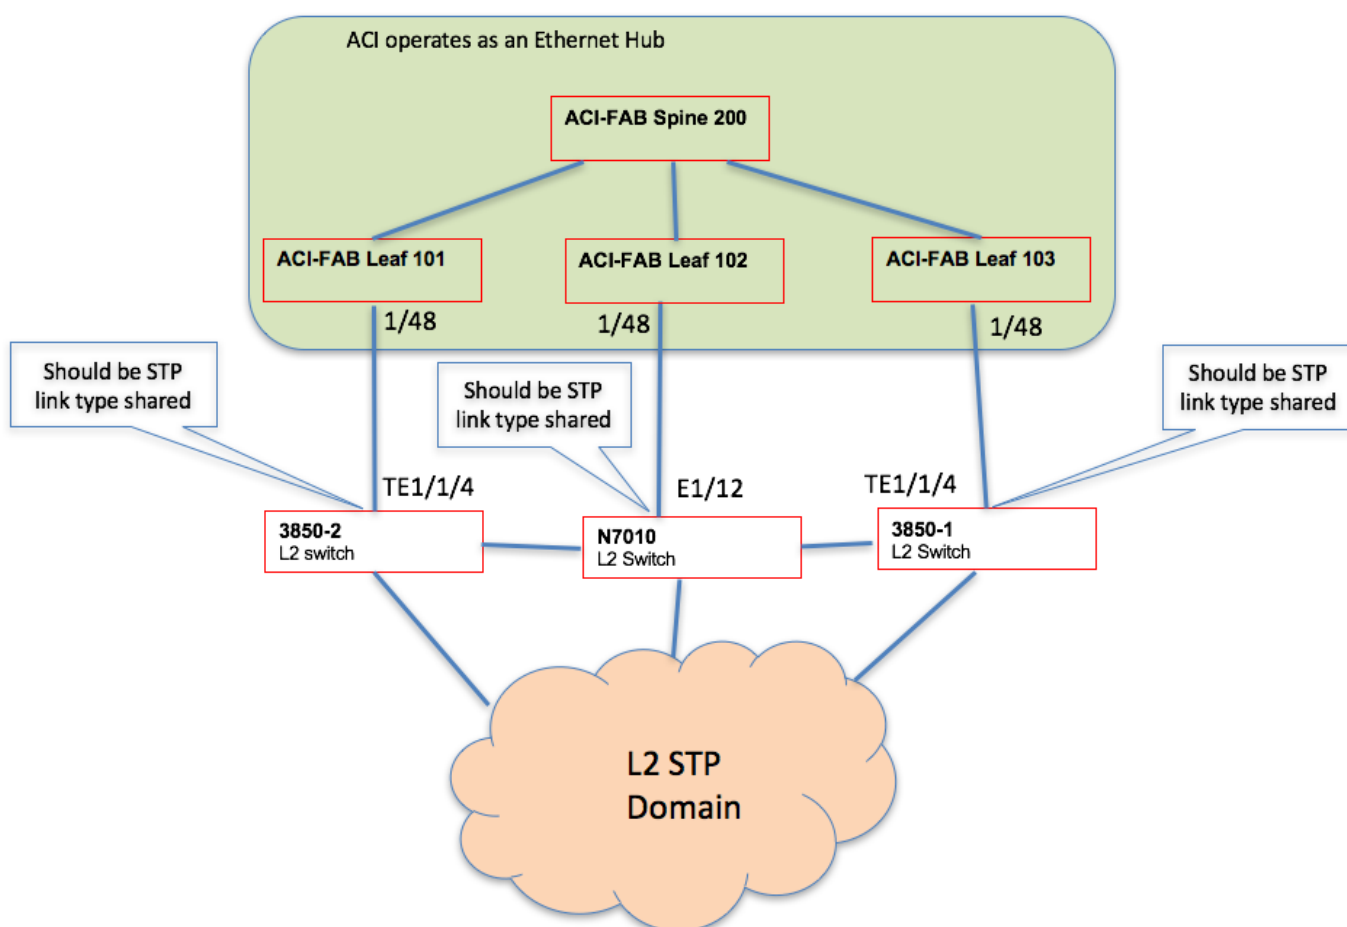 ACI operates as an Ethernet Hub
ACI-FAB Spine 200
ACI-FAB Leaf 101
ACI-FAB Leaf 102
ACI-FAB Leaf 103
1/48
1/48
1/48
Should be STP
link type shared
Should be STP
link type shared
Should be STP
link type shared
TE1/1/4
E1/12
TE1/1/4
3850-2
L2 switch
N7010
L2 Switch
3850-1
L2 Switch
L2 STP
Domain